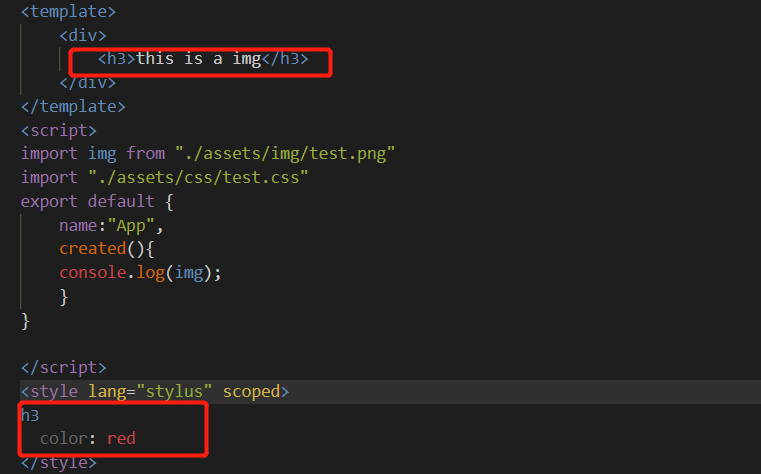 <template>
<div>
<h3>this is a img</h3>
</div>
</template>
<script>
import img from "./assets/img/test.png"
import "./assets/css/test.css"
export default {
name:"App",
created(){
console.log(img);
}
}
</script>
<style lang="stylus" scoped>
h3
color: red
</style>